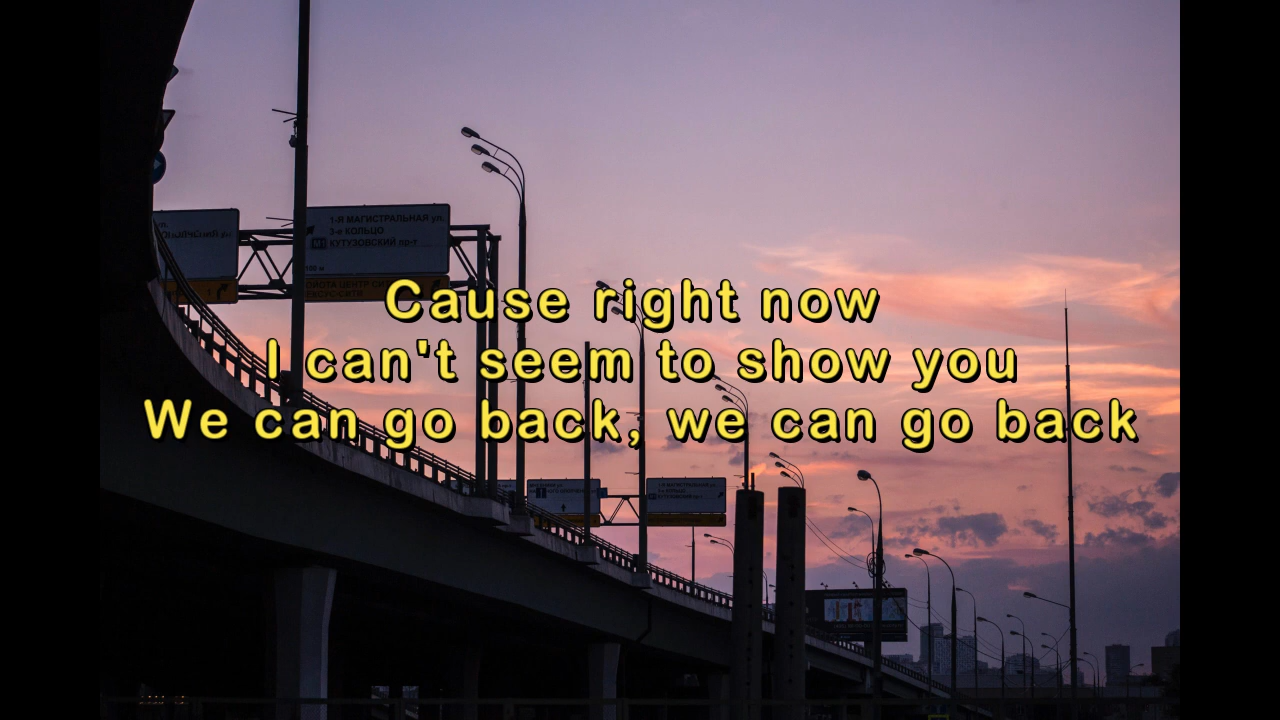 1-Я МАГИСТРАЛЬНАЯ ул.
3-е КОЛЬЦО
М1 КУТУЗОВСКИЙ пр-т
Cause right now
I can't seem to show you
We can go back, we can go back